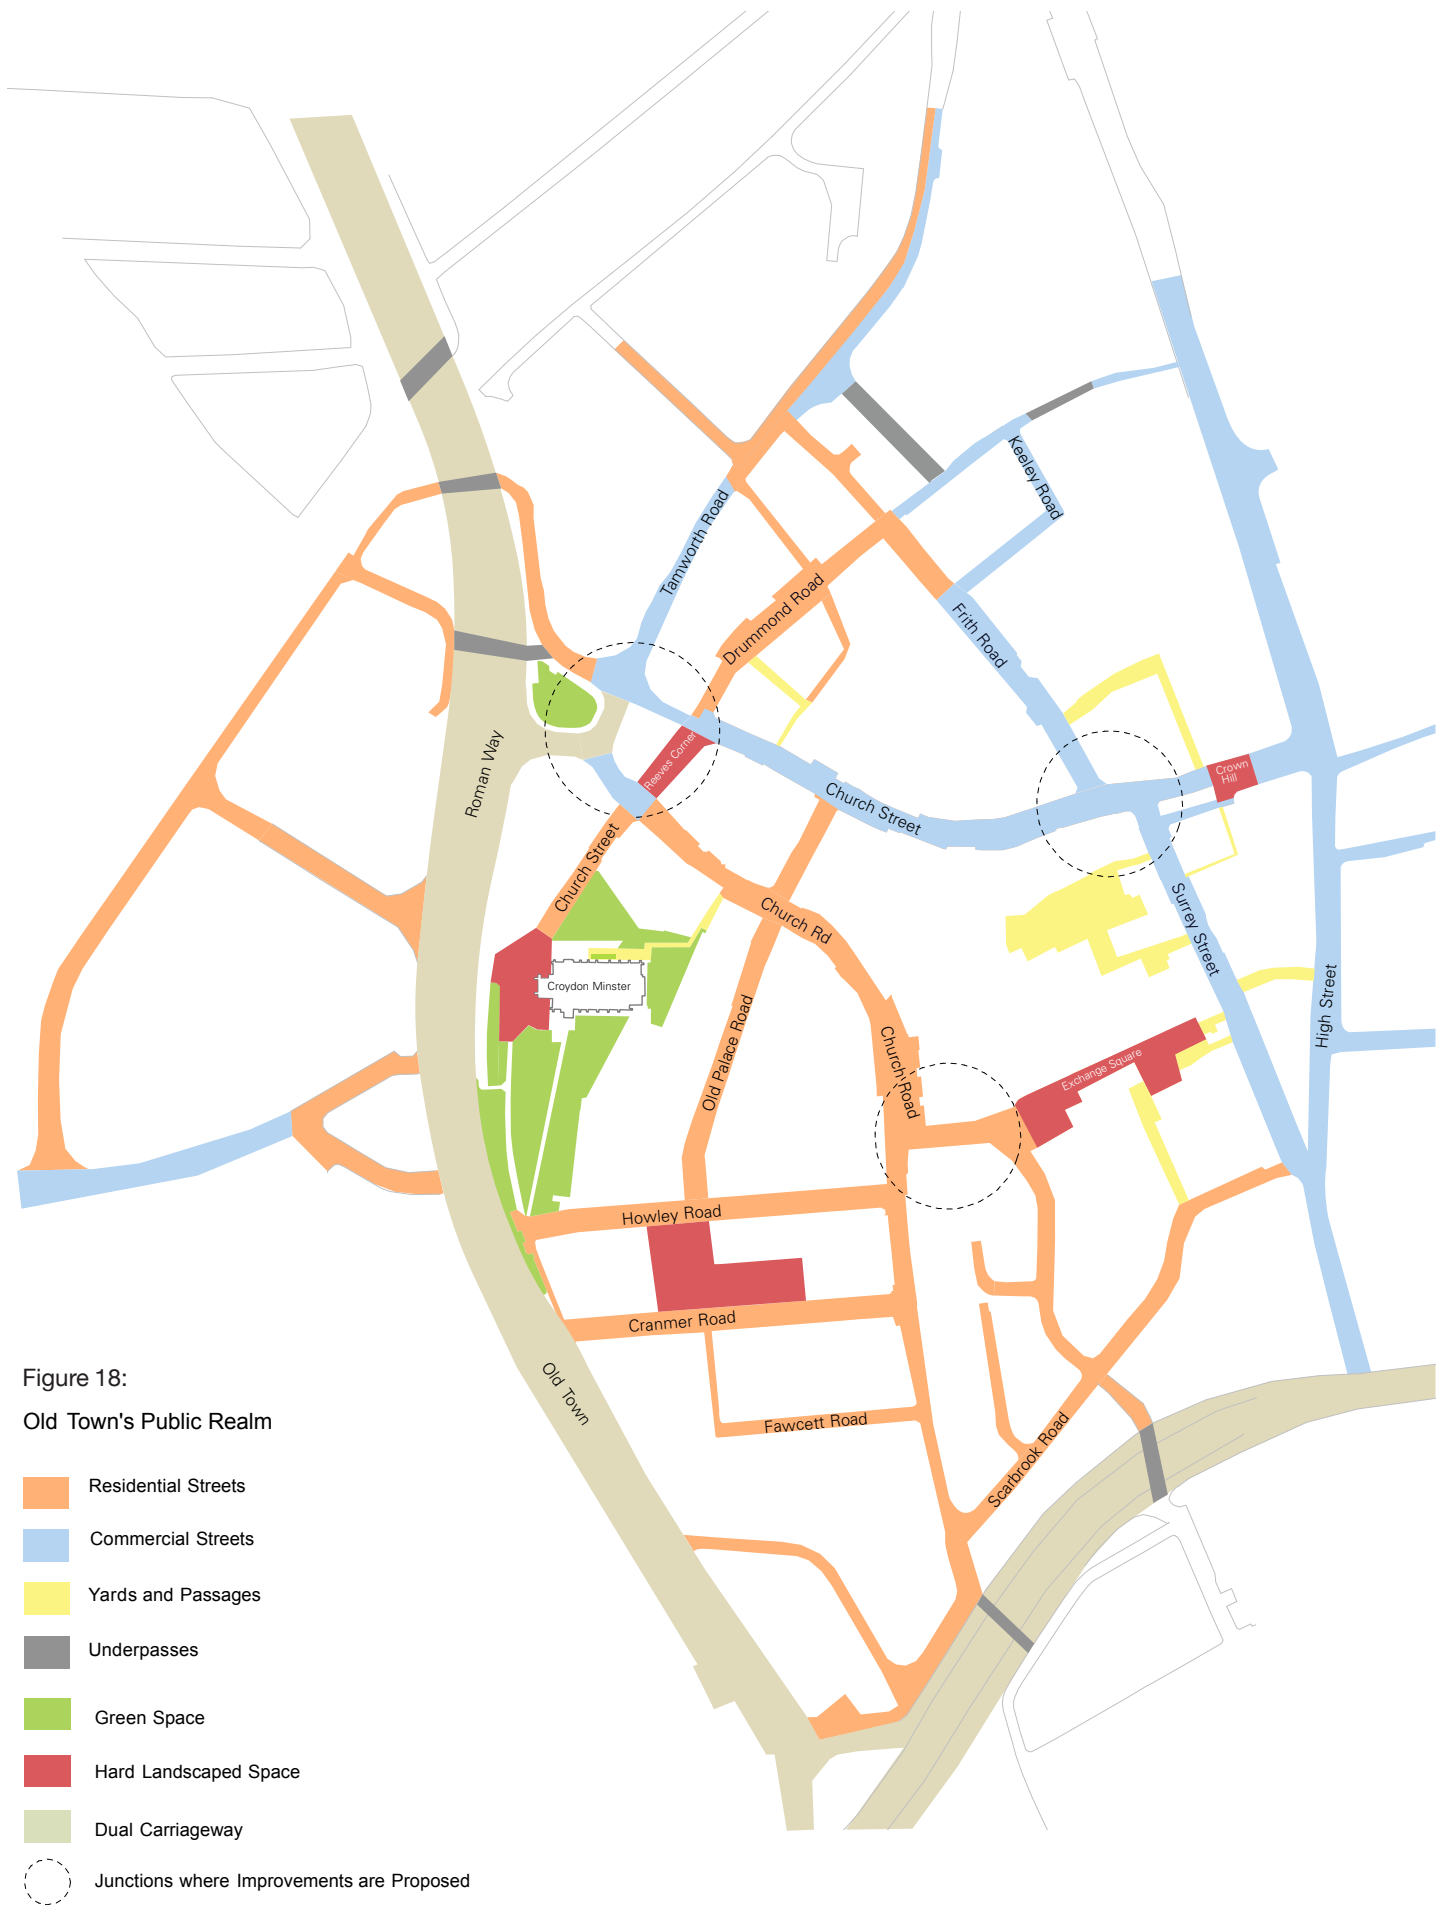 Keeley Road
Tamworth Road
Drummond Road
Frith Road
Reeves Corner
Roman Way
Crown
Hill
Church Street
Church Street
Church Rd
Surrey Street
Croydon Minster
High Street
Old Palace Road
Church Road
Exchange Square
Howley Road
Cranmer Road
Old Town
Fawcett Road
Scarbrook Road
Figure 18:
Old Town's Public Realm
Residential Streets
Commercial Streets
Yards and Passages
Underpasses
Green Space
Hard Landscaped Space
Dual Carriageway
Junctions where Improvements are Proposed